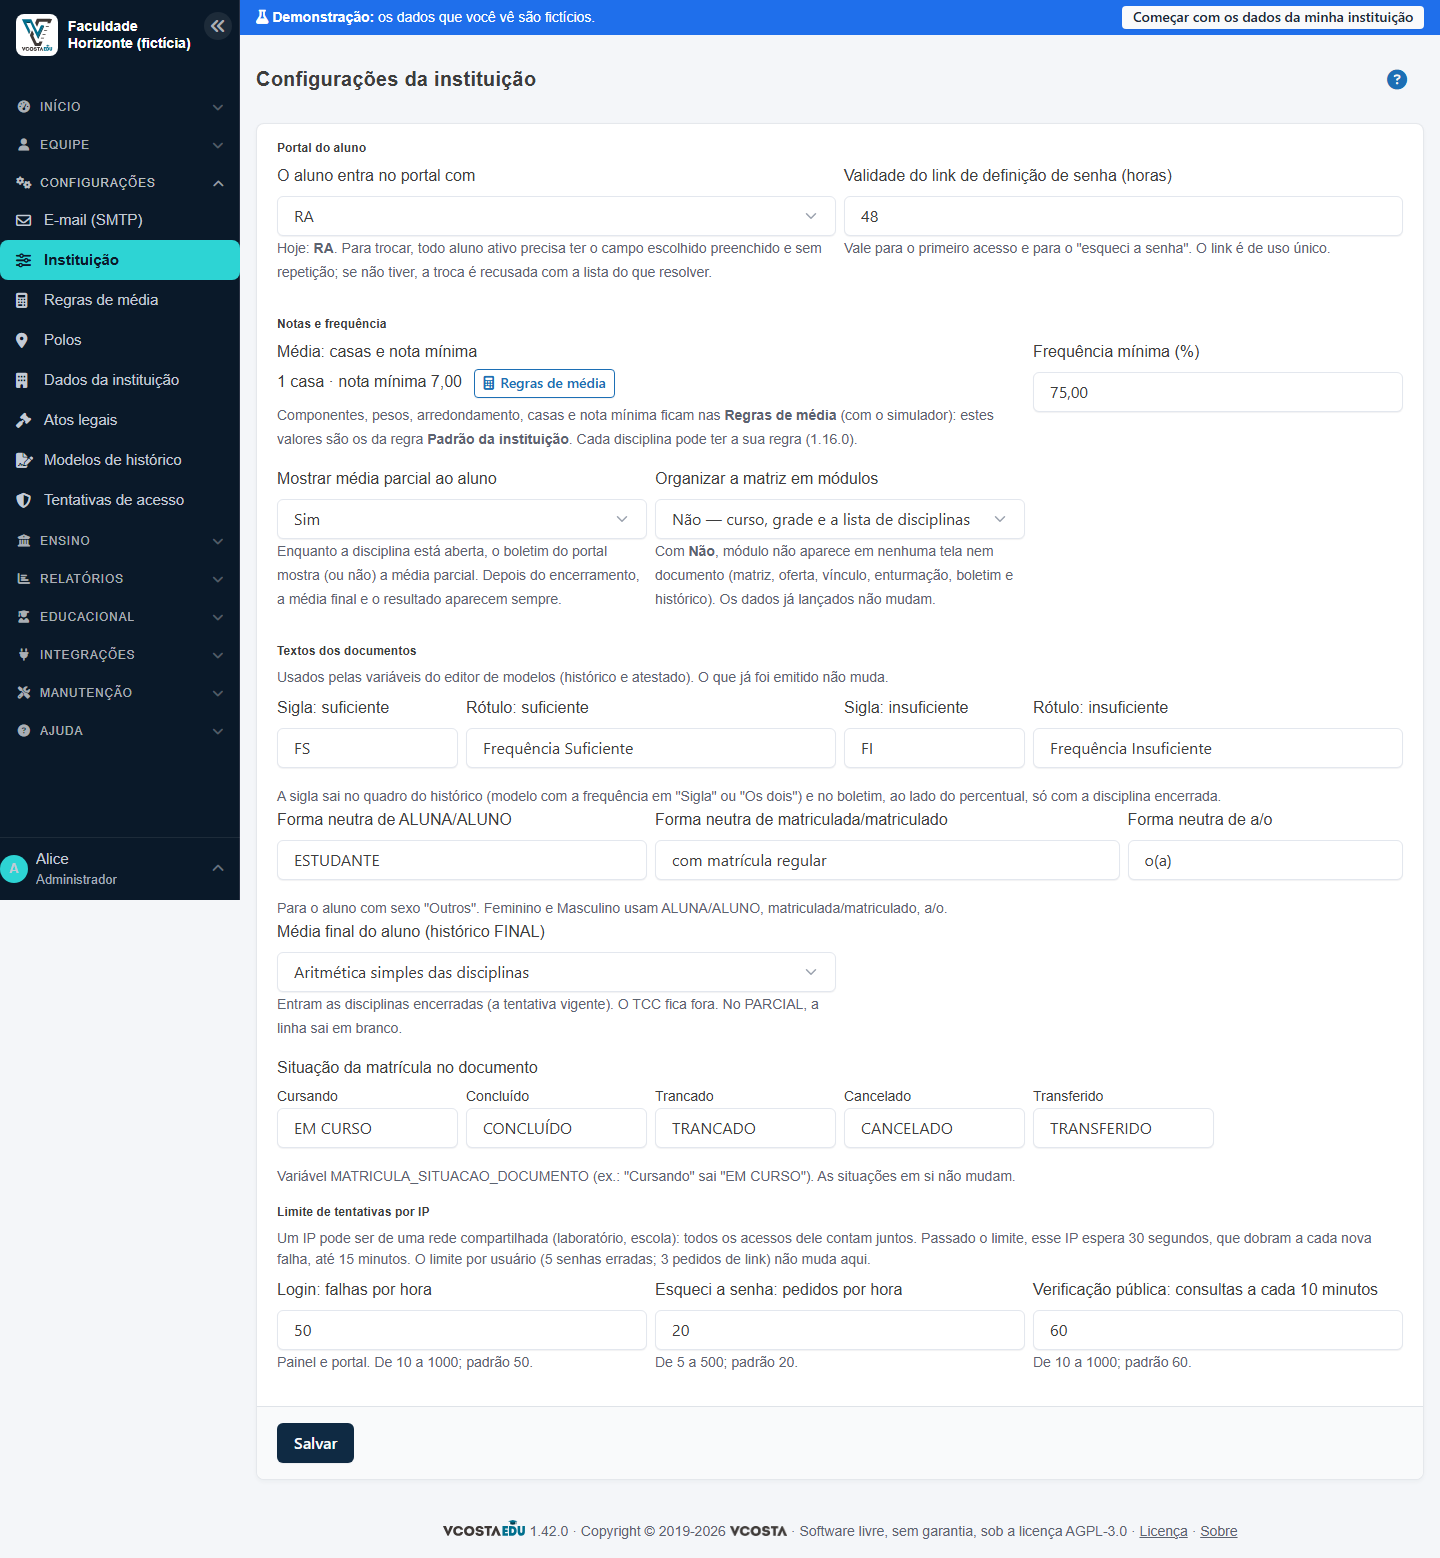 VCOSTAEDU
Faculdade
Horizonte (fictícia)
Demonstração: os dados que você vê são fictícios.
Começar com os dados da minha instituição
INÍCIO
EQUIPE
CONFIGURAÇÕES
E-mail (SMTP)
Instituição
Regras de média
Polos
Dados da instituição
Atos legais
Modelos de histórico
Tentativas de acesso
ENSINO
RELATÓRIOS
EDUCACIONAL
INTEGRAÇÕES
MANUTENÇÃO
AJUDA
A
Alice
Administrador
Configurações da instituição
?
Portal do aluno
O aluno entra no portal com
RA
Hoje: RA. Para trocar, todo aluno ativo precisa ter o campo escolhido preenchido e sem
repetição; se não tiver, a troca é recusada com a lista do que resolver.
Validade do link de definição de senha (horas)
48
Vale para o primeiro acesso e para o "esqueci a senha". O link é de uso único.
Notas e frequência
Média: casas e nota mínima
1 casa · nota mínima 7,00
Regras de média
Componentes, pesos, arredondamento, casas e nota mínima ficam nas Regras de média (com o simulador): estes
valores são os da regra Padrão da instituição. Cada disciplina pode ter a sua regra (1.16.0).
Frequência mínima (%)
75,00
Mostrar média parcial ao aluno
Sim
Enquanto a disciplina está aberta, o boletim do portal
mostra (ou não) a média parcial. Depois do encerramento,
a média final e o resultado aparecem sempre.
Organizar a matriz em módulos
Não — curso, grade e a lista de disciplinas
Com Não, módulo não aparece em nenhuma tela nem
documento (matriz, oferta, vínculo, enturmação, boletim e
histórico). Os dados já lançados não mudam.
Textos dos documentos
Usados pelas variáveis do editor de modelos (histórico e atestado). O que já foi emitido não muda.
Sigla: suficiente
FS
Rótulo: suficiente
Frequência Suficiente
Sigla: insuficiente
FI
Rótulo: insuficiente
Frequência Insuficiente
A sigla sai no quadro do histórico (modelo com a frequência em "Sigla" ou "Os dois") e no boletim, ao lado do percentual, só com a disciplina encerrada.
Forma neutra de ALUNA/ALUNO
ESTUDANTE
Forma neutra de matriculada/matriculado
com matrícula regular
Forma neutra de a/o
o(a)
Para o aluno com sexo "Outros". Feminino e Masculino usam ALUNA/ALUNO, matriculada/matriculado, a/o.
Média final do aluno (histórico FINAL)
Aritmética simples das disciplinas
Entram as disciplinas encerradas (a tentativa vigente). O TCC fica fora. No PARCIAL, a
linha sai em branco.
Situação da matrícula no documento
Cursando
EM CURSO
Concluído
CONCLUÍDO
Trancado
TRANCADO
Cancelado
CANCELADO
Transferido
TRANSFERIDO
Variável MATRICULA_SITUACAO_DOCUMENTO (ex.: "Cursando" sai "EM CURSO"). As situações em si não mudam.
Limite de tentativas por IP
Um IP pode ser de uma rede compartilhada (laboratório, escola): todos os acessos dele contam juntos. Passado o limite, esse IP espera 30 segundos, que dobram a cada nova
falha, até 15 minutos. O limite por usuário (5 senhas erradas; 3 pedidos de link) não muda aqui.
Login: falhas por hora
50
Painel e portal. De 10 a 1000; padrão 50.
Esqueci a senha: pedidos por hora
20
De 5 a 500; padrão 20.
Verificação pública: consultas a cada 10 minutos
60
De 10 a 1000; padrão 60.
Salvar
VCOSTAEDU 1.42.0 · Copyright © 2019-2026 VCOSTA · Software livre, sem garantia, sob a licença AGPL-3.0 · Licença · Sobre